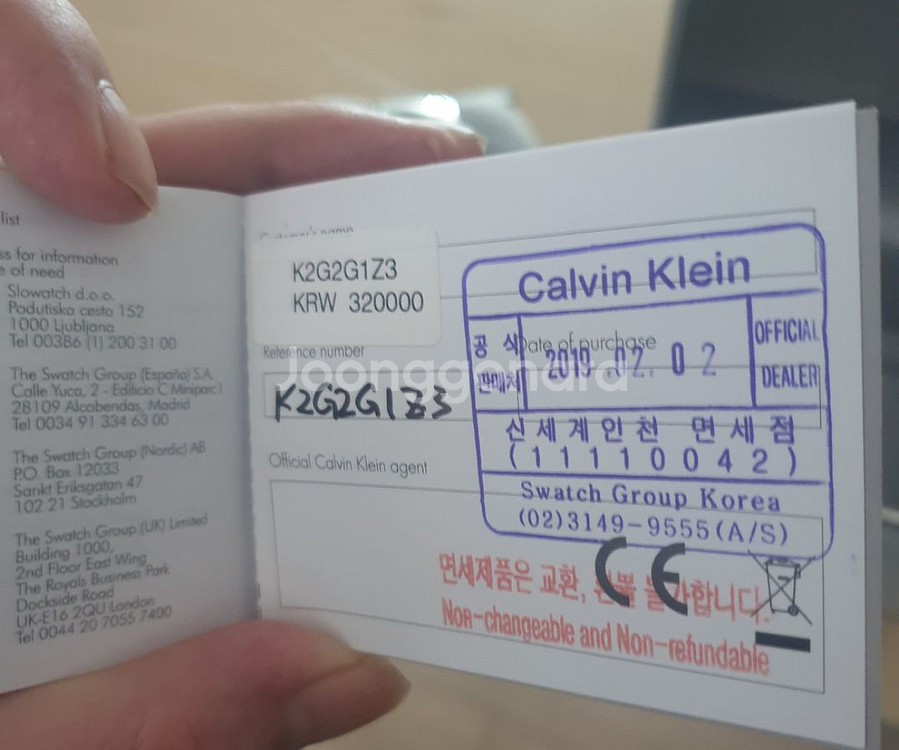 list
ss for information
e of need
Slowatch d.o.o.
Podutiska cesta 152
1000 Ljubljana
Tel 00386 (1) 200 31 00
The Swatch Group (España) S.A.
Calle Yuca, 2 - Edificio C Miniparc I
28109 Alcobendas, Madrid
Tel 0034 91 334 63 00
The Swatch Group (Nordic) AB
P.O. Box 12033
Sankt Eriksgatan 47
102 21 Stockholm
The Swatch Group (UK) Limited
Building 1000,
2nd Floor East Wing
The Royals Business Park
Dockside Road
UK-E16 2QU London
Tel 0044 20 7055 7400
Customer's name
K2G2G1Z3
KRW 320000
Reference number
K2G2G1Z3
Official Calvin Klein agent
Date of purchase
Calvin Klein
공 식
판매처
2019.02.02
OFFICIAL
DEALER
신세계인천 면세점
(11110042)
Swatch Group Korea
(02)3149-9555(A/S)
면세제품은 교환, 환불 불가합니다.
Non-changeable and Non-refundable
CE
Joonggonara